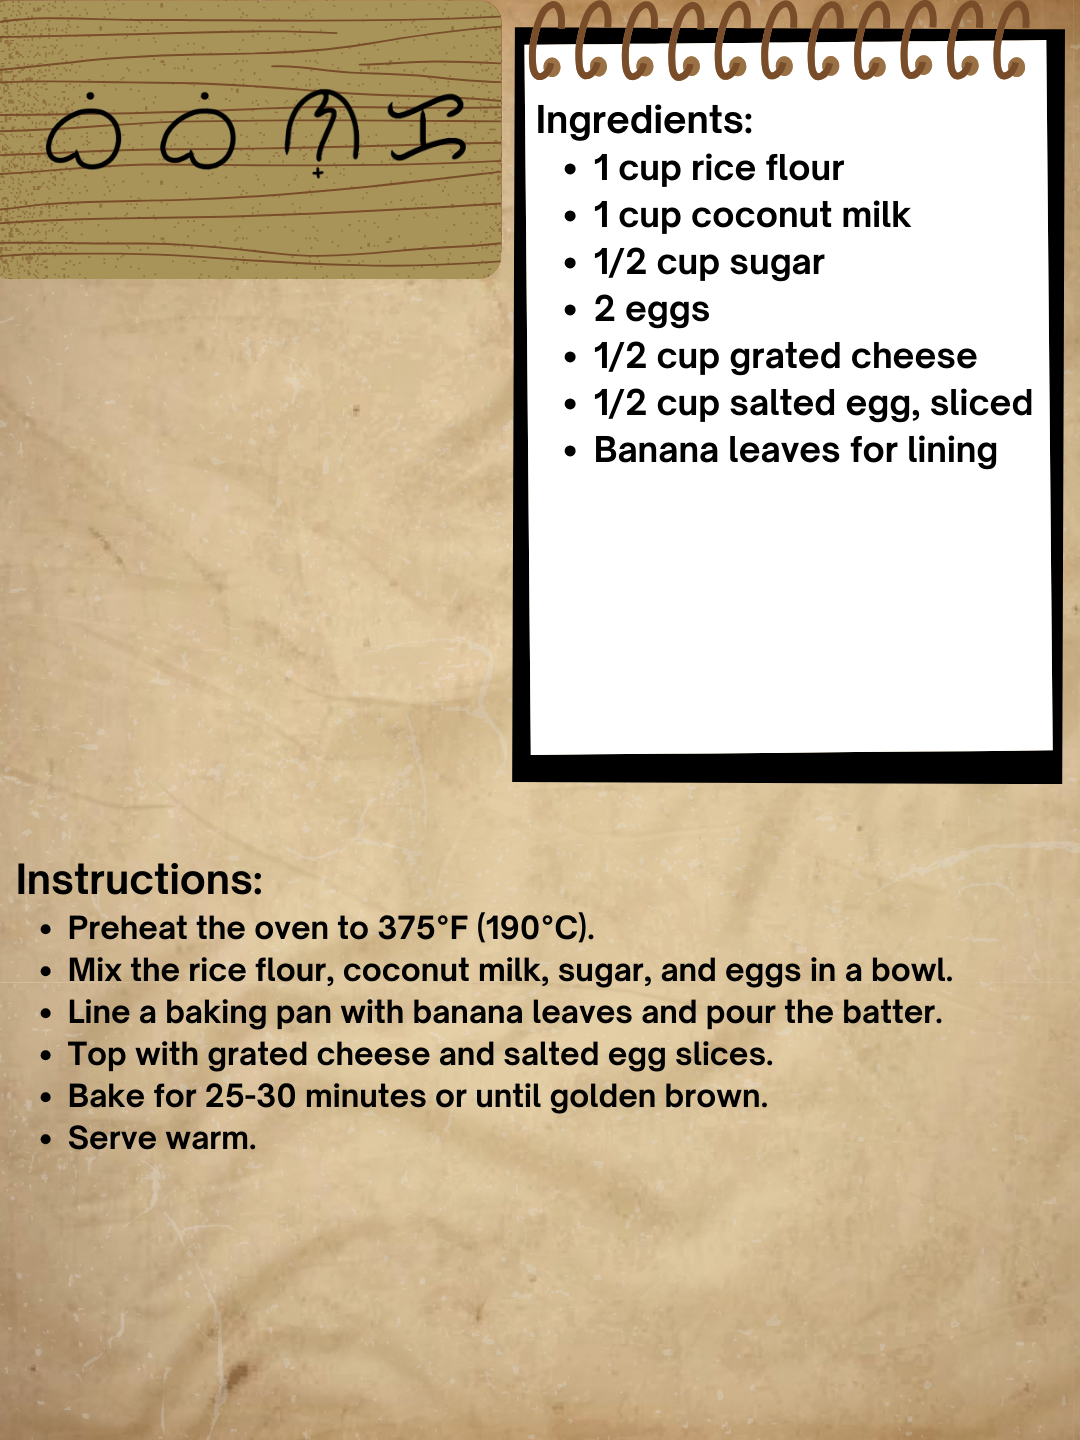 ᜊᜒᜊᜒᜅ᜔ᜃ
Ingredients:
• 1 cup rice flour
• 1 cup coconut milk
• 1/2 cup sugar
• 2 eggs
• 1/2 cup grated cheese
• 1/2 cup salted egg, sliced
• Banana leaves for lining
Instructions:
• Preheat the oven to 375°F (190°C).
• Mix the rice flour, coconut milk, sugar, and eggs in a bowl.
• Line a baking pan with banana leaves and pour the batter.
• Top with grated cheese and salted egg slices.
• Bake for 25-30 minutes or until golden brown.
• Serve warm.